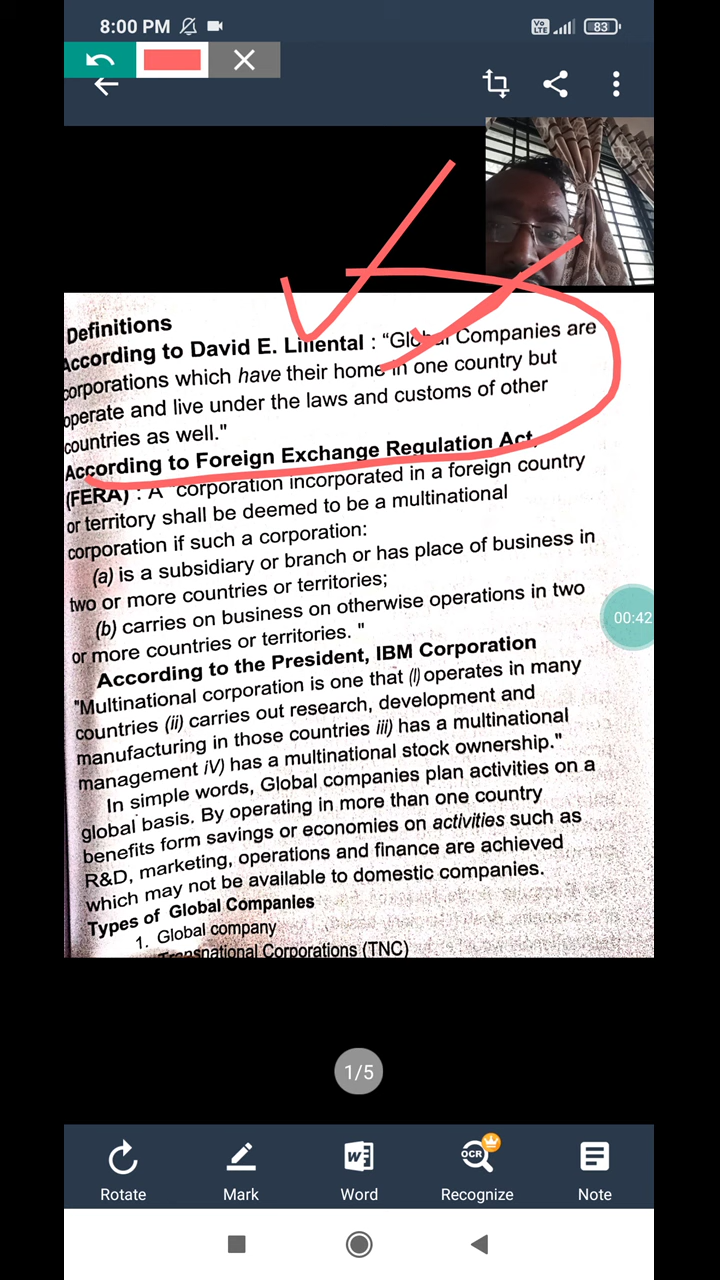 8:00 PM
Vo LTE
83
Definitions
According to David E. Lilientall : “Global Companies are
corporations which have their home in one country but
operate and live under the laws and customs of other
countries as well."
According to Foreign Exchange Regulation Act,
(FERA) : A corporation incorporated in a foreign country
or territory shall be deemed to be a multinational
corporation if such a corporation:
(a) is a subsidiary or branch or has place of business in
two or more countries or territories;
(b) carries on business on otherwise operations in two
or more countries or territories. "
00:42
According to the President, IBM Corporation
"Multinational corporation is one that (I) operates in many
countries (ii) carries out research, development and
manufacturing in those countries iii) has a multinational
management iV) has a multinational stock ownership."
In simple words, Global companies plan activities on a
global basis. By operating in more than one country
benefits form savings or economies on activities such as
R&D, marketing, operations and finance are achieved
which may not be available to domestic companies.
Types of Global Companies
1. Global company
Transnational Corporations (TNC)
1/5
W
OCR
Rotate
Mark
Word
Recognize
Note